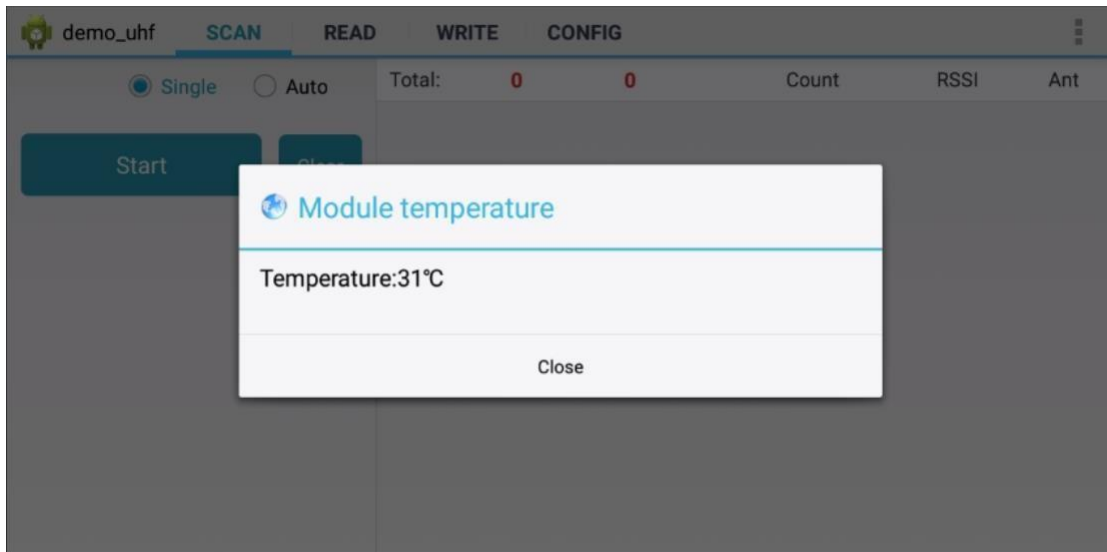 demo_uhf SCAN READ WRITE CONFIG
Single Auto Total: 0 0 Count RSSI Ant
Start
Module temperature
Temperature:31℃
Close